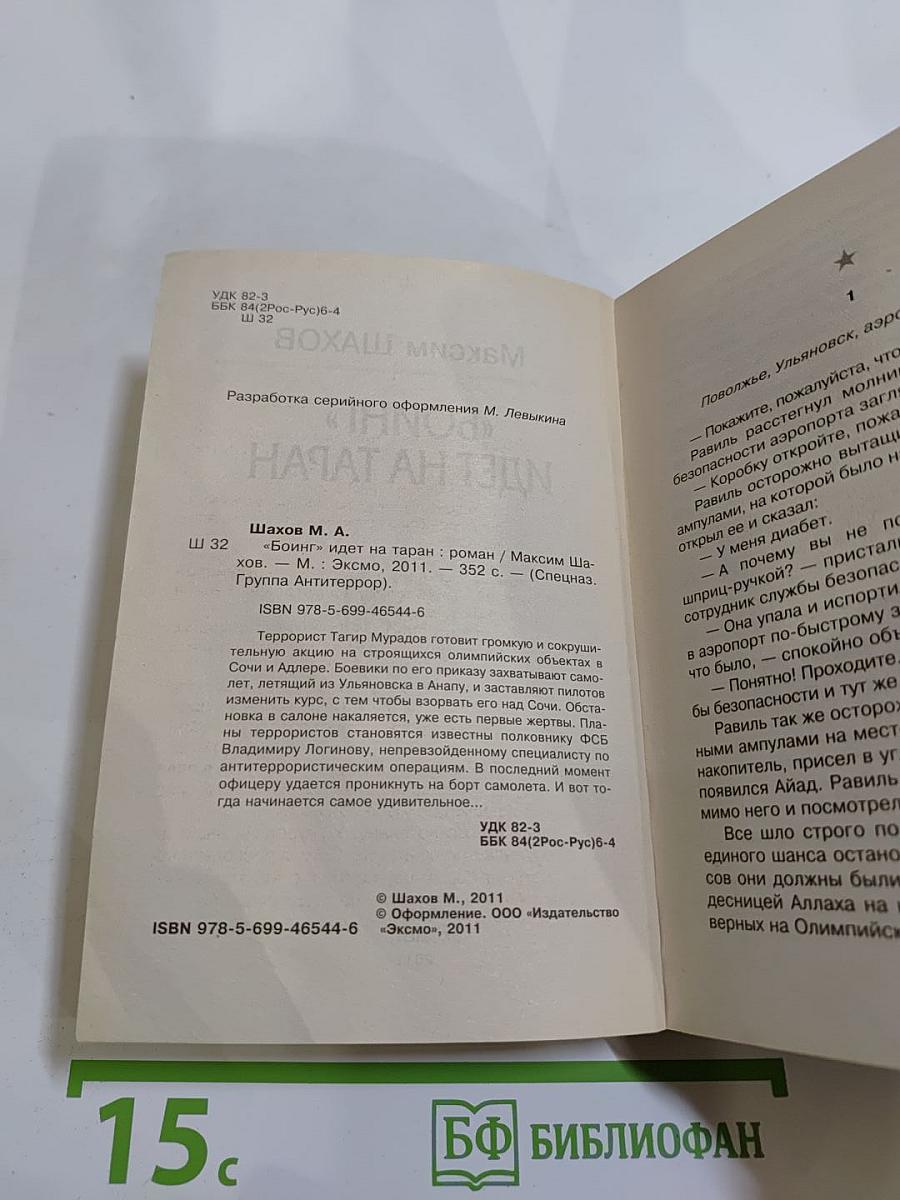 УДК 82-3
ББК 84(2Рос-Рус)6-4
Ш 32
Разработка серийного оформления М. Левыкина
Шахов М. А.
Ш 32 «Боинг» идет на таран : роман / Максим Ша-
хов. — М. : Эксмо, 2011. — 352 с. — (Спецназ.
Группа Антитеррор).
ISBN 978-5-699-46544-6
Террорист Тагир Мурадов готовит громкую и сокруши-
тельную акцию на строящихся олимпийских объектах в
Сочи и Адлере. Боевики по его приказу захватывают само-
лет, летящий из Ульяновска в Анапу, и заставляют пилотов
изменить курс, с тем чтобы взорвать его над Сочи. Обста-
новка в салоне накаляется, уже есть первые жертвы. Пла-
ны террористов становятся известны полковнику ФСБ
Владимиру Логинову, непревзойденному специалисту по
антитеррористическим операциям. В последний момент
офицеру удается проникнуть на борт самолета. И вот то-
гда начинается самое удивительное...
УДК 82-3
ББК 84(2Рос-Рус)6-4
© Шахов М., 2011
© Оформление. ООО «Издательство
«Эксмо», 2011
ISBN 978-5-699-46544-6
1
Поволжье, Ульяновск, аэро
— Покажите, пожалуйста, что
Равиль расстегнул молни
безопасности аэропорта загля
— Коробку откройте, пожа
Равиль осторожно вытащи
ампулами, на которой было н
открыл ее и сказал:
— У меня диабет.
— А почему вы не по
шприц-ручкой? — присталь
сотрудник службы безопас
— Она упала и испорти
в аэропорт по-быстрому з
что было, — спокойно объ
— Понятно! Проходите.
бы безопасности и тут же
Равиль так же осторож
ными ампулами на мест
накопитель, присел в уг
появился Айад. Равиль
мимо него и посмотрел
Все шло строго по
единого шанса остано
сов они должны были
десницей Аллаха на
верных на Олимпийск
15 с
БФ БИБЛИОФАН